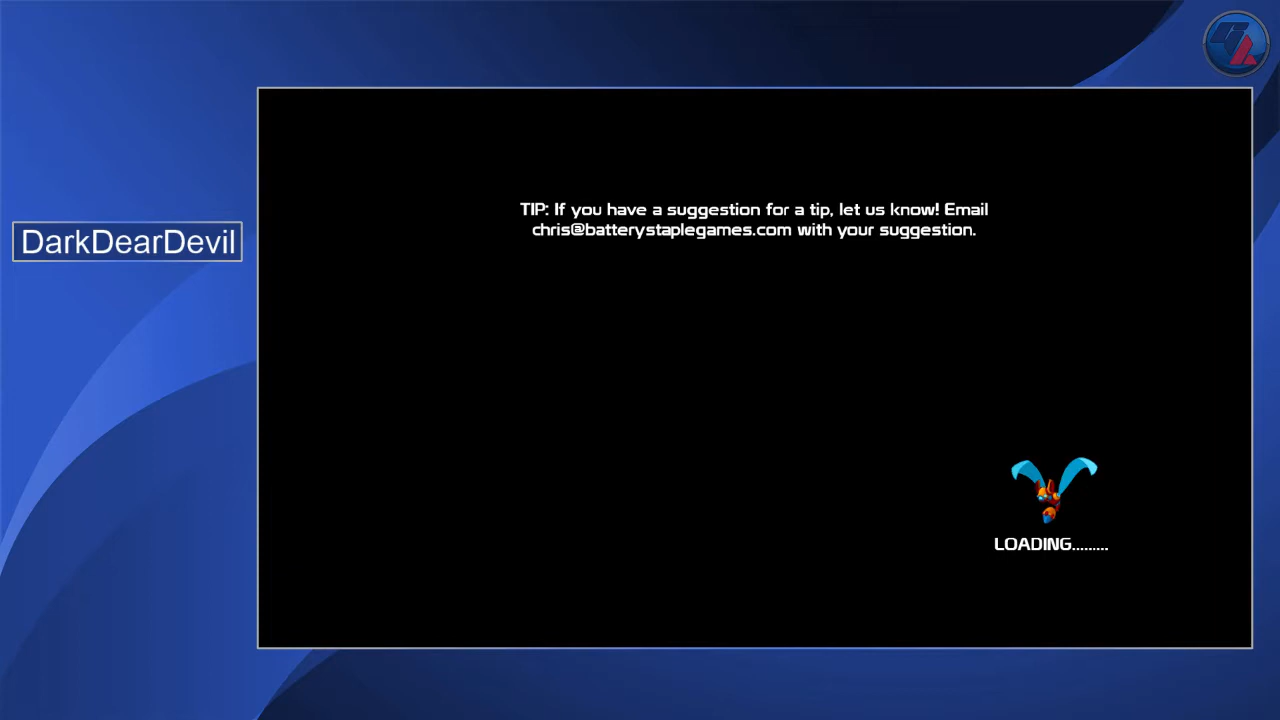 TIP: If you have a suggestion for a tip, let us know! Email
chris@batterystaplegames.com with your suggestion.
DarkDearDevil
LOADING.........